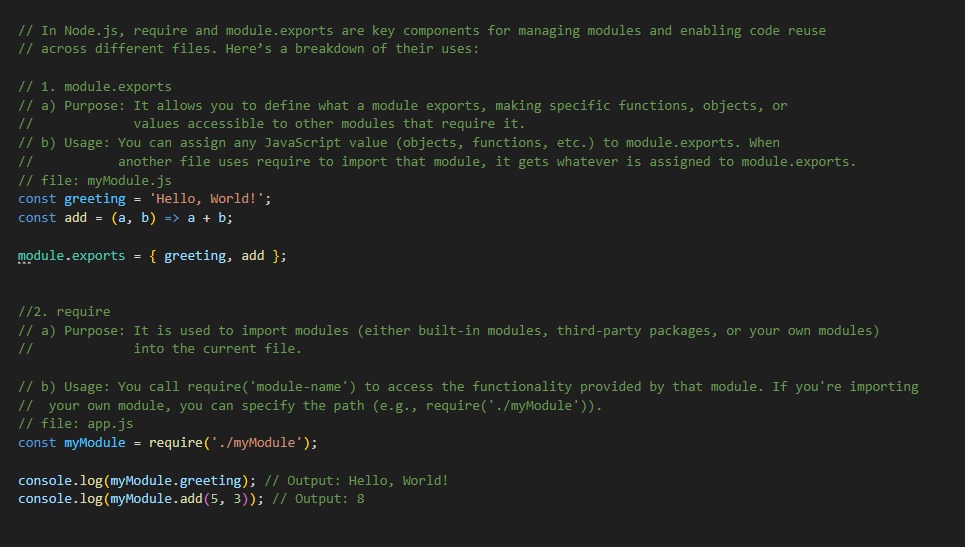 // In Node.js, require and module.exports are key components for managing modules and enabling code reuse
// across different files. Here’s a breakdown of their uses:
// 1. module.exports
// a) Purpose: It allows you to define what a module exports, making specific functions, objects, or
//             values accessible to other modules that require it.
// b) Usage: You can assign any JavaScript value (objects, functions, etc.) to module.exports. When
//           another file uses require to import that module, it gets whatever is assigned to module.exports.
// file: myModule.js
const greeting = 'Hello, World!';
const add = (a, b) => a + b;
module.exports = { greeting, add };
//2. require
// a) Purpose: It is used to import modules (either built-in modules, third-party packages, or your own modules)
//             into the current file.
// b) Usage: You call require('module-name') to access the functionality provided by that module. If you're importing
//  your own module, you can specify the path (e.g., require('./myModule')).
// file: app.js
const myModule = require('./myModule');
console.log(myModule.greeting); // Output: Hello, World!
console.log(myModule.add(5, 3)); // Output: 8